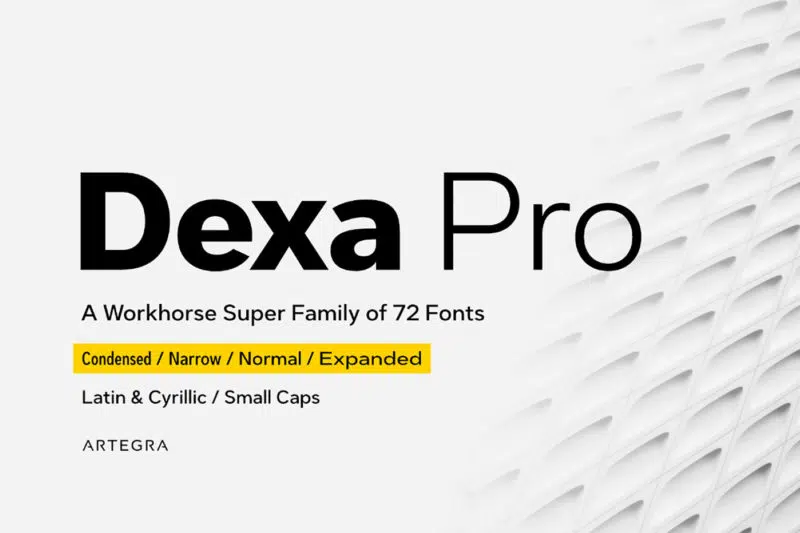 Dexa Pro
A Workhorse Super Family of 72 Fonts
Condensed / Narrow / Normal / Expanded
Latin & Cyrillic / Small Caps
ARTEGRA